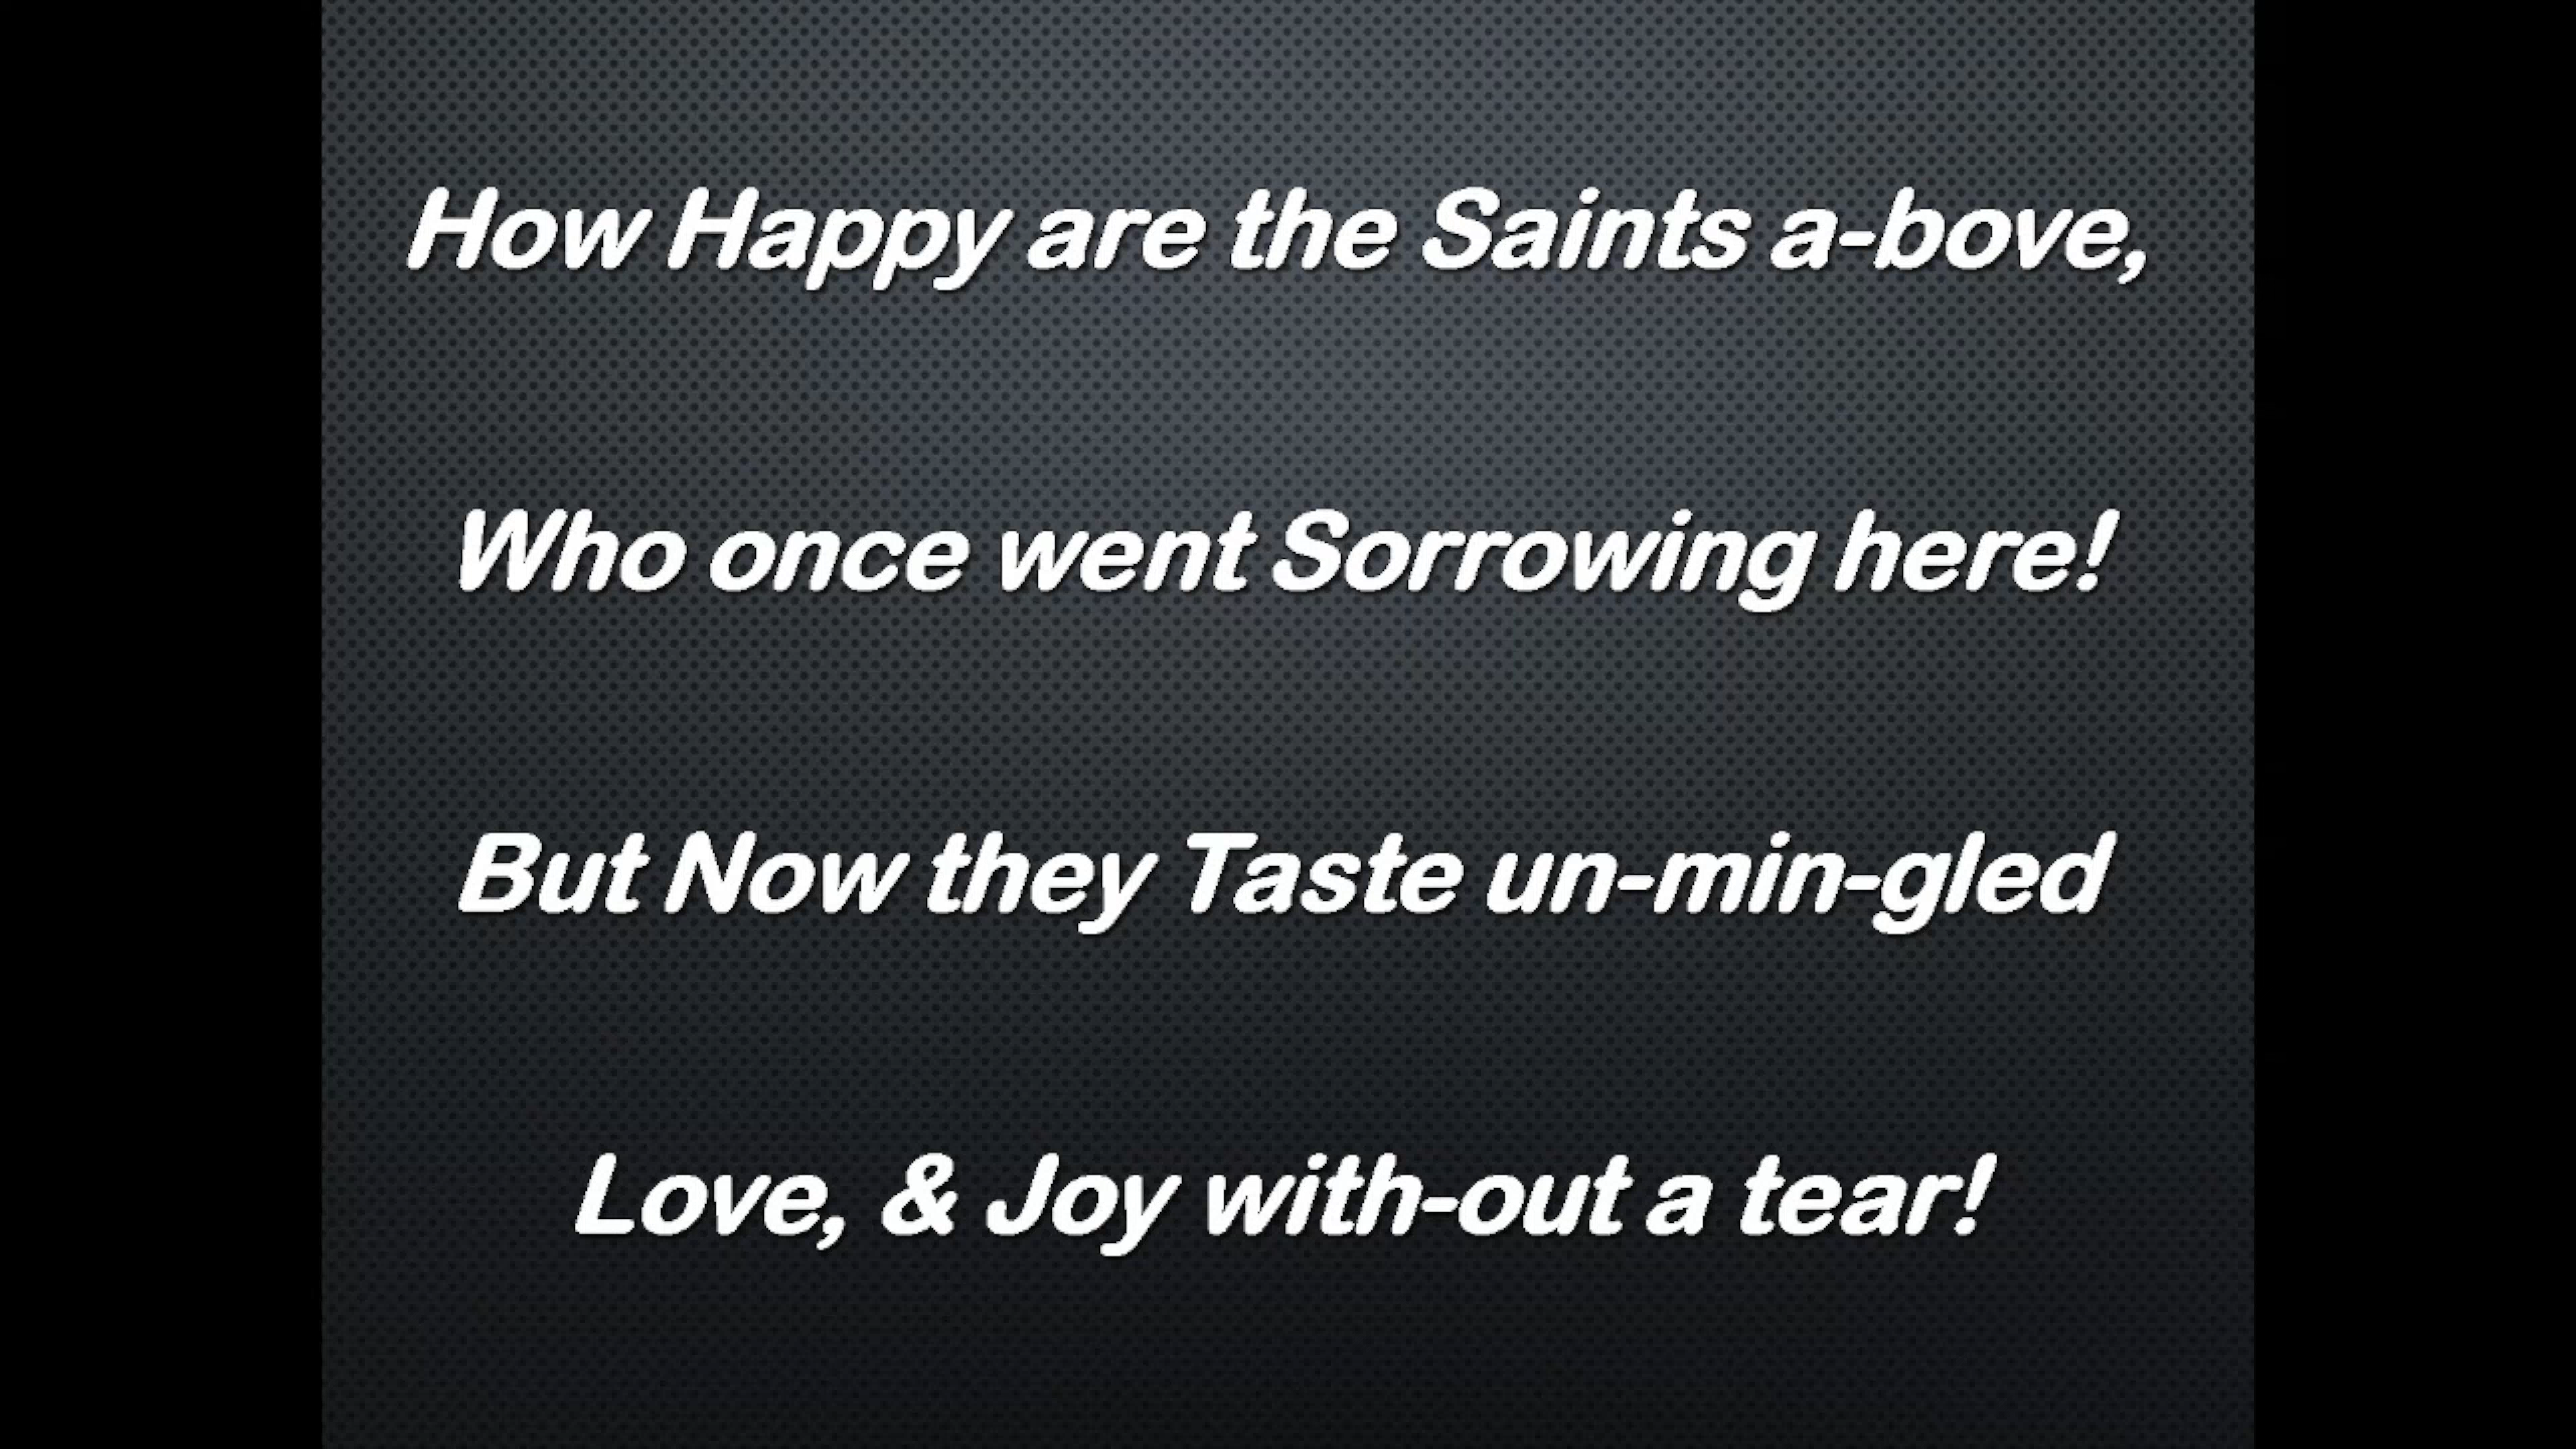 How Happy are the Saints a-bove,
Who once went Sorrowing here!
But Now they Taste un-min-gled
Love, & Joy with-out a tear!